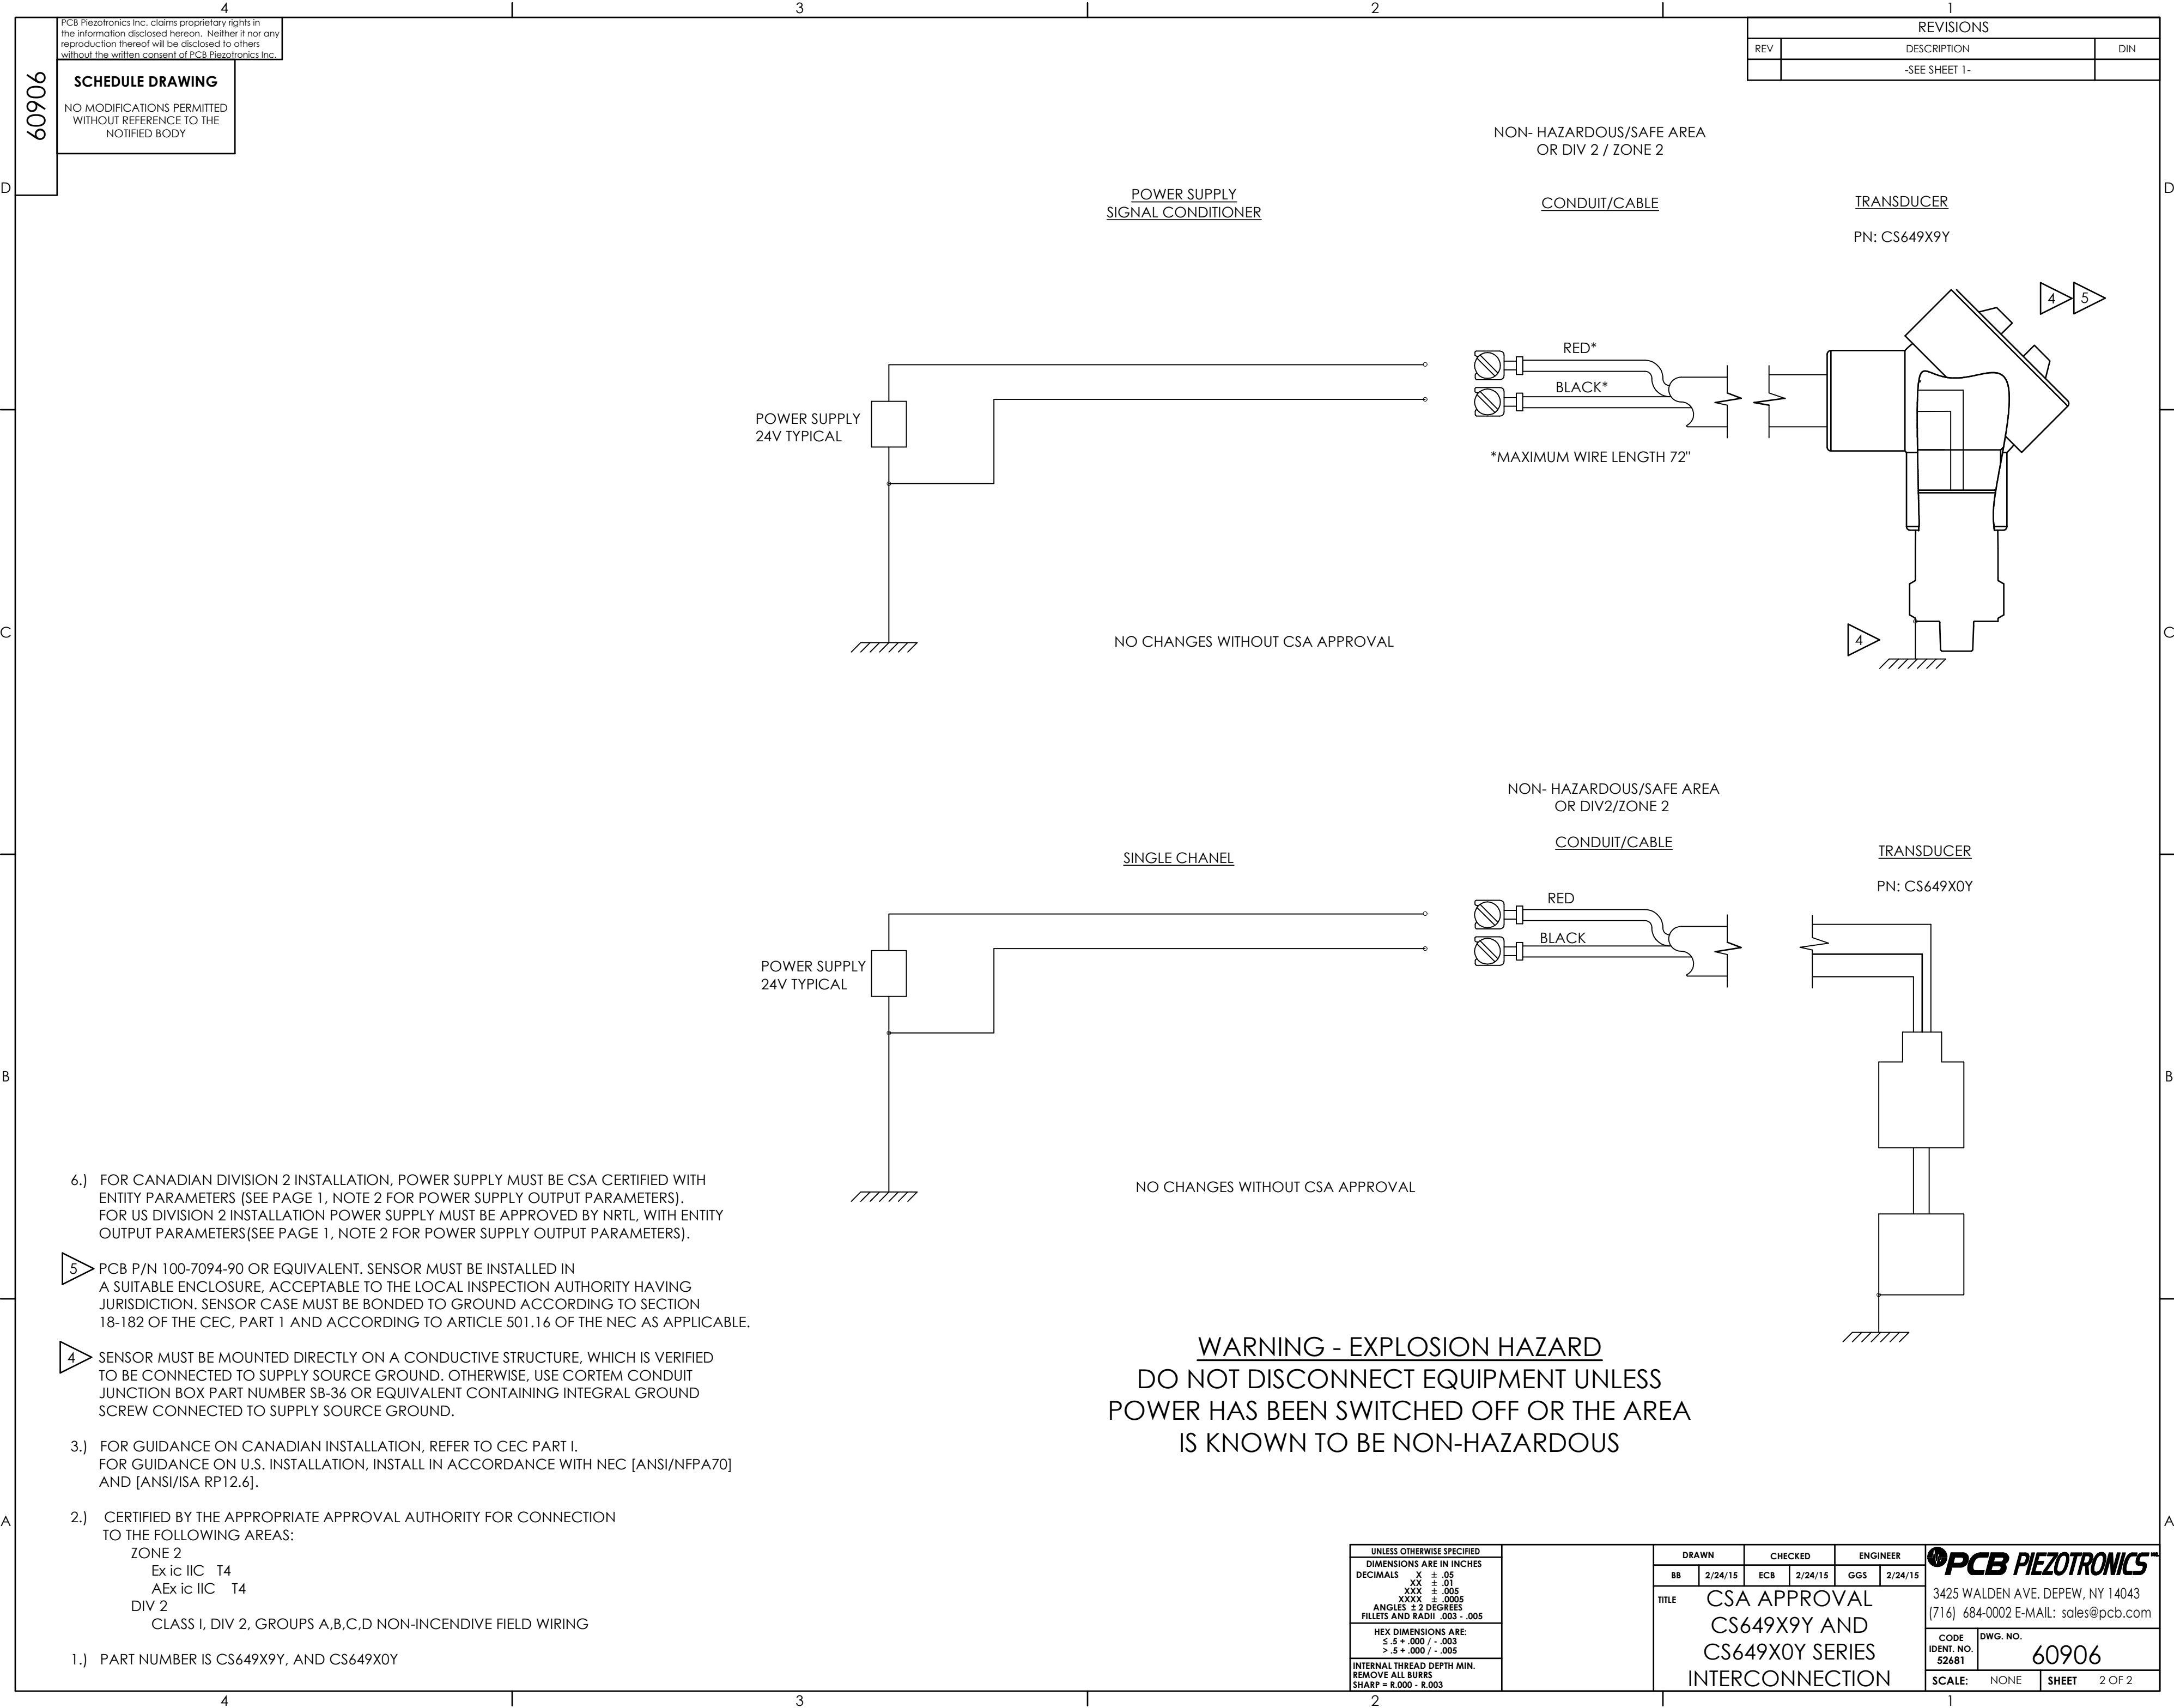 4
3
2
1
PCB Piezotronics Inc. claims proprietary rights in
the information disclosed hereon. Neither it nor any
reproduction thereof will be disclosed to others
without the written consent of PCB Piezotronics Inc.
60906
SCHEDULE DRAWING
NO MODIFICATIONS PERMITTED
WITHOUT REFERENCE TO THE
NOTIFIED BODY
REVISIONS
REV DESCRIPTION DIN
-SEE SHEET 1-
D
D
NON- HAZARDOUS/SAFE AREA
OR DIV 2 / ZONE 2
POWER SUPPLY
SIGNAL CONDITIONER
CONDUIT/CABLE
TRANSDUCER
PN: CS649X9Y
4
5
RED*
BLACK*
POWER SUPPLY
24V TYPICAL
*MAXIMUM WIRE LENGTH 72"
C
C
NO CHANGES WITHOUT CSA APPROVAL
4
NON- HAZARDOUS/SAFE AREA
OR DIV2/ZONE 2
SINGLE CHANEL
CONDUIT/CABLE
TRANSDUCER
PN: CS649X0Y
RED
BLACK
POWER SUPPLY
24V TYPICAL
B
B
NO CHANGES WITHOUT CSA APPROVAL
6.) FOR CANADIAN DIVISION 2 INSTALLATION, POWER SUPPLY MUST BE CSA CERTIFIED WITH
ENTITY PARAMETERS (SEE PAGE 1, NOTE 2 FOR POWER SUPPLY OUTPUT PARAMETERS).
FOR US DIVISION 2 INSTALLATION POWER SUPPLY MUST BE APPROVED BY NRTL, WITH ENTITY
OUTPUT PARAMETERS(SEE PAGE 1, NOTE 2 FOR POWER SUPPLY OUTPUT PARAMETERS).
5 PCB P/N 100-7094-90 OR EQUIVALENT. SENSOR MUST BE INSTALLED IN
A SUITABLE ENCLOSURE, ACCEPTABLE TO THE LOCAL INSPECTION AUTHORITY HAVING
JURISDICTION. SENSOR CASE MUST BE BONDED TO GROUND ACCORDING TO SECTION
18-182 OF THE CEC, PART 1 AND ACCORDING TO ARTICLE 501.16 OF THE NEC AS APPLICABLE.
4 SENSOR MUST BE MOUNTED DIRECTLY ON A CONDUCTIVE STRUCTURE, WHICH IS VERIFIED
TO BE CONNECTED TO SUPPLY SOURCE GROUND. OTHERWISE, USE CORTEM CONDUIT
JUNCTION BOX PART NUMBER SB-36 OR EQUIVALENT CONTAINING INTEGRAL GROUND
SCREW CONNECTED TO SUPPLY SOURCE GROUND.
3.) FOR GUIDANCE ON CANADIAN INSTALLATION, REFER TO CEC PART I.
FOR GUIDANCE ON U.S. INSTALLATION, INSTALL IN ACCORDANCE WITH NEC [ANSI/NFPA70]
AND [ANSI/ISA RP12.6].
2.) CERTIFIED BY THE APPROPRIATE APPROVAL AUTHORITY FOR CONNECTION
TO THE FOLLOWING AREAS:
ZONE 2
Ex ic IIC T4
AEx ic IIC T4
DIV 2
CLASS I, DIV 2, GROUPS A,B,C,D NON-INCENDIVE FIELD WIRING
1.) PART NUMBER IS CS649X9Y, AND CS649X0Y
WARNING - EXPLOSION HAZARD
DO NOT DISCONNECT EQUIPMENT UNLESS
POWER HAS BEEN SWITCHED OFF OR THE AREA
IS KNOWN TO BE NON-HAZARDOUS
A
A
UNLESS OTHERWISE SPECIFIED
DIMENSIONS ARE IN INCHES
DECIMALS X ± .05
XX ± .01
XXX ± .005
XXXX ± .0005
ANGLES ± 2 DEGREES
FILLETS AND RADII .003 - .005
HEX DIMENSIONS ARE:
≤ .5 + .000 / - .003
> .5 + .000 / - .005
INTERNAL THREAD DEPTH MIN.
REMOVE ALL BURRS
SHARP = R.000 - R.003
DRAWN CHECKED ENGINEER
BB 2/24/15 ECB 2/24/15 GGS 2/24/15
TITLE CSA APPROVAL
CS649X9Y AND
CS649X0Y SERIES
INTERCONNECTION
PCB PIEZOTRONICS
3425 WALDEN AVE. DEPEW, NY 14043
(716) 684-0002 E-MAIL: sales@pcb.com
CODE
IDENT. NO.
52681
DWG. NO.
60906
SCALE: NONE SHEET 2 OF 2
4
3
2
1